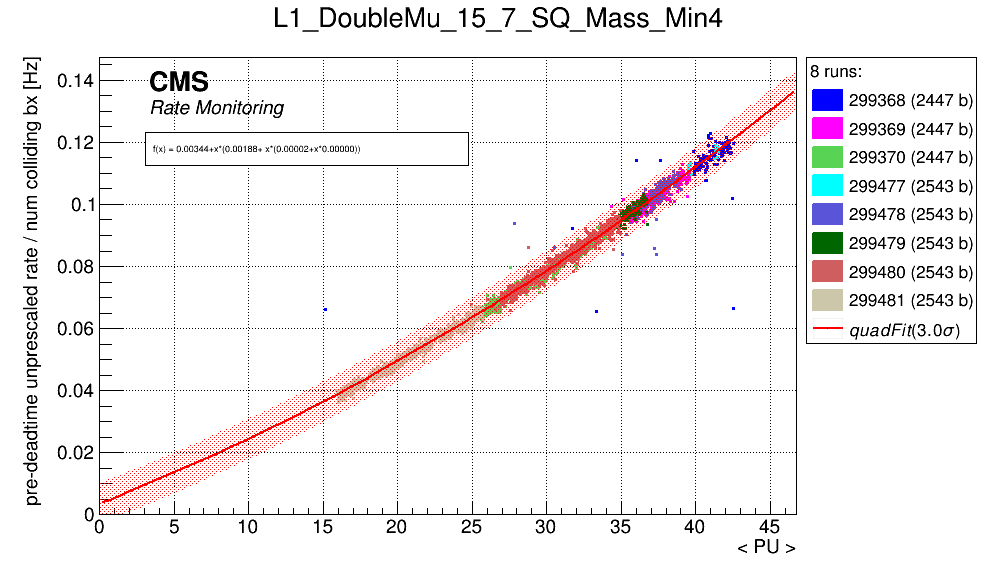 L1_DoubleMu_15_7_SQ_Mass_Min4
pre-deadtime unprescaled rate / num colliding bx [Hz]
CMS
Rate Monitoring
f(x) = 0.00344+x*(0.00188+ x*(0.00002+x*0.00000))
0.14
0.12
0.1
0.08
0.06
0.04
0.02
0
0 5 10 15 20 25 30 35 40 45
< PU >
8 runs:
299368 (2447 b)
299369 (2447 b)
299370 (2447 b)
299477 (2543 b)
299478 (2543 b)
299479 (2543 b)
299480 (2543 b)
299481 (2543 b)
quadFit(3.0σ)